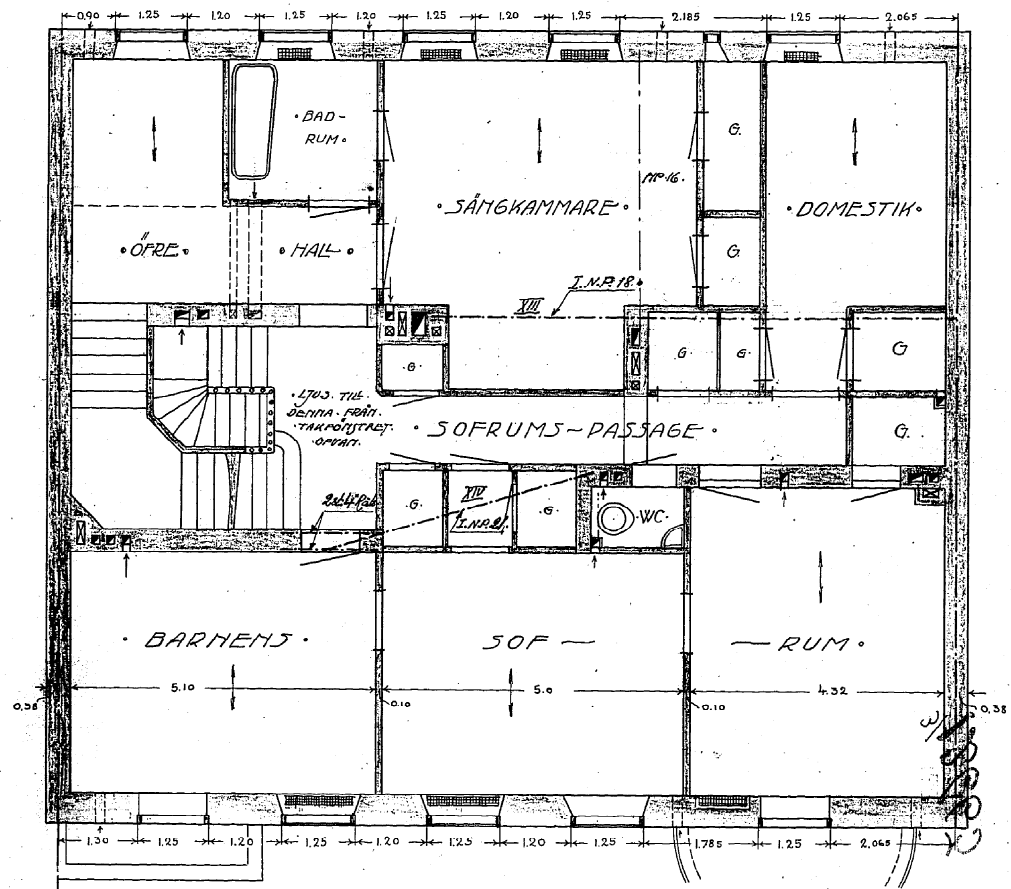 0.90 1.25 1.20 1.25 1.20 1.25 1.20 1.25 2.185 1.25 2.065
·BAD-
RUM·
G.
·SÄNGKAMMARE·
·DOMESTIK·
·ÖFRE·
·HALL·
G.
I.N.P. 18.
XIII
G
G
G
·G·
·LJUS. TILL.
DENNA. FRÅN.
·TAKFÖNSTRET.
OFVAN.
·SOFRUMS-PASSAGE·
G.
G.
XIV
I.N.P. 21.
G.
·WC·
·BARNENS·
SOF —
— RUM·
5.10
5.0
4.32
0,38
0.10
0.10
0,38
1.30 1.25 1.20 1.25 1.20 1.25 1.20 1.25 1.785 1.25 2,065